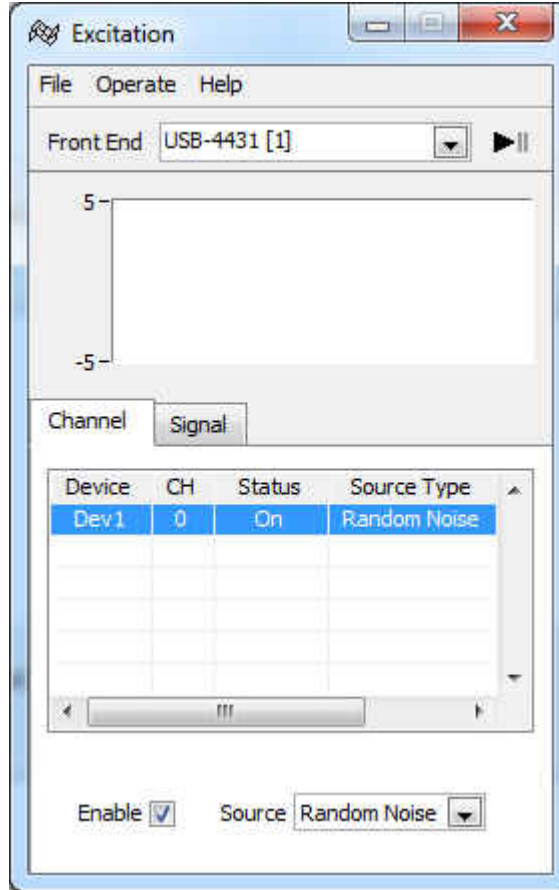 Excitation
File Operate Help
Front End USB-4431 [1]
5
-5
Channel Signal
Device CH Status Source Type
Dev1 0 On Random Noise
Enable Source Random Noise